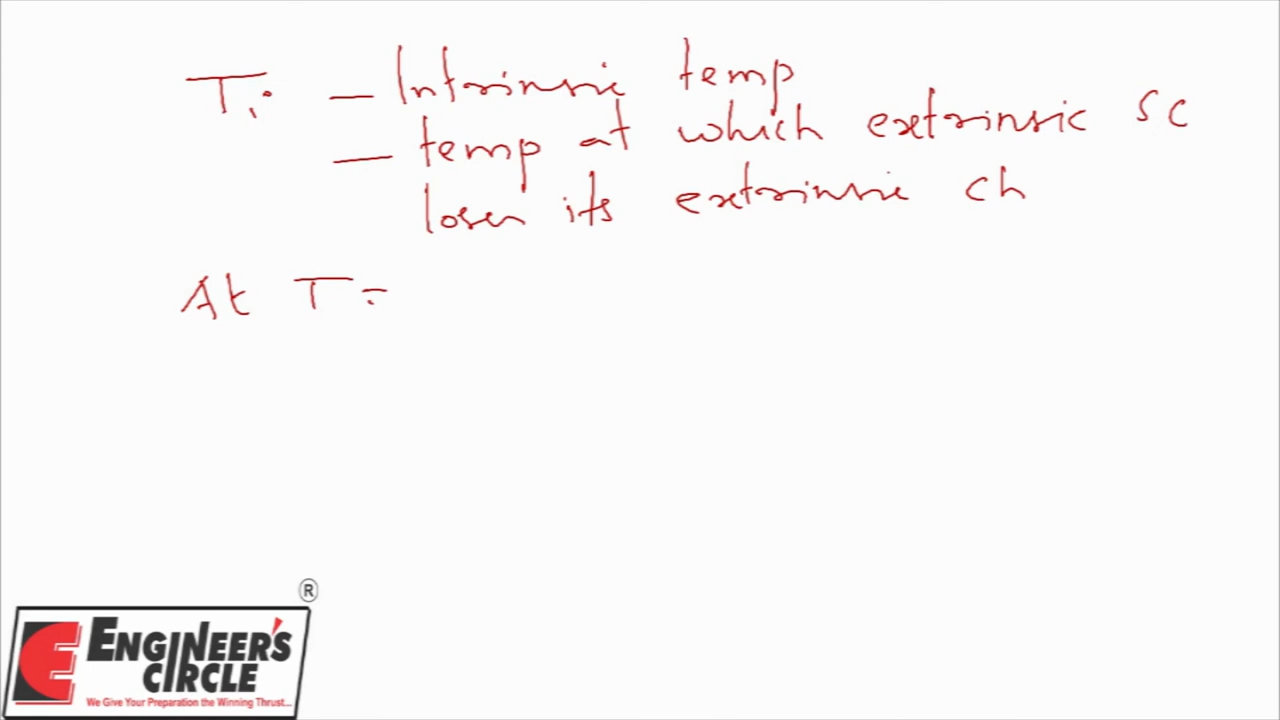 Ti - Intrinsic temp
- temp at which extrinsic SC
loses its extrinsic ch
At T =
®
ENGINEER'S
CIRCLE
We Give Your Preparation the Winning Thrust...